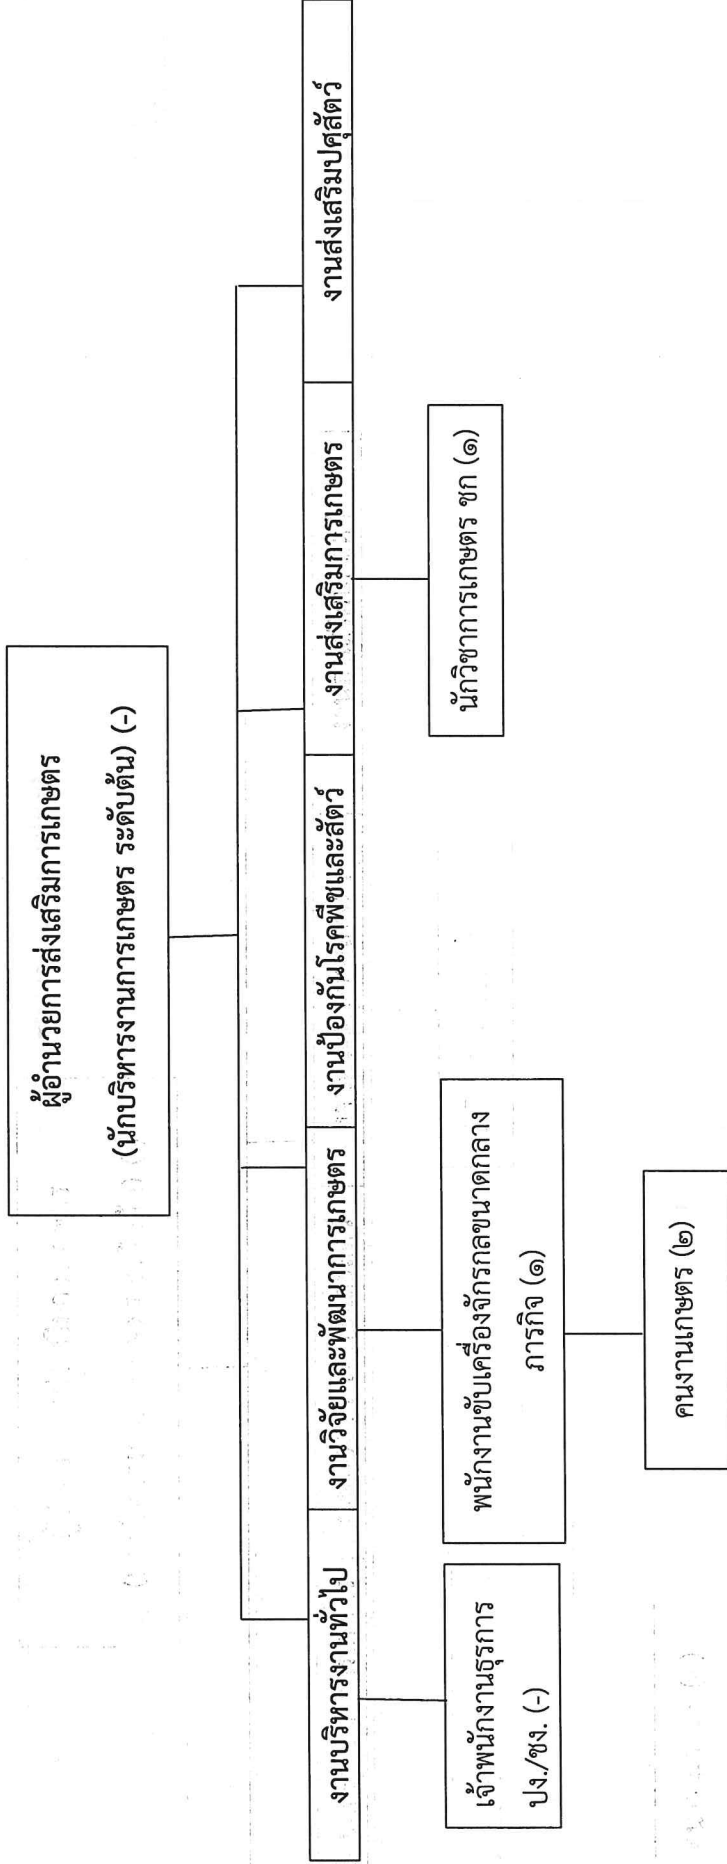 ผู้อำนวยการส่งเสริมการเกษตร
(นักบริหารงานการเกษตร ระดับต้น) (-)
งานบริหารงานทั่วไป
งานวิจัยและพัฒนาการเกษตร
งานป้องกันโรคพืชและสัตว์
งานส่งเสริมการเกษตร
งานส่งเสริมปศุสัตว์
เจ้าพนักงานธุรการ
ปง./ชง. (-)
พนักงานขับเครื่องจักรกลขนาดกลาง
ภารกิจ (๑)
นักวิชาการเกษตร ชก (๑)
คนงานเกษตร (๒)